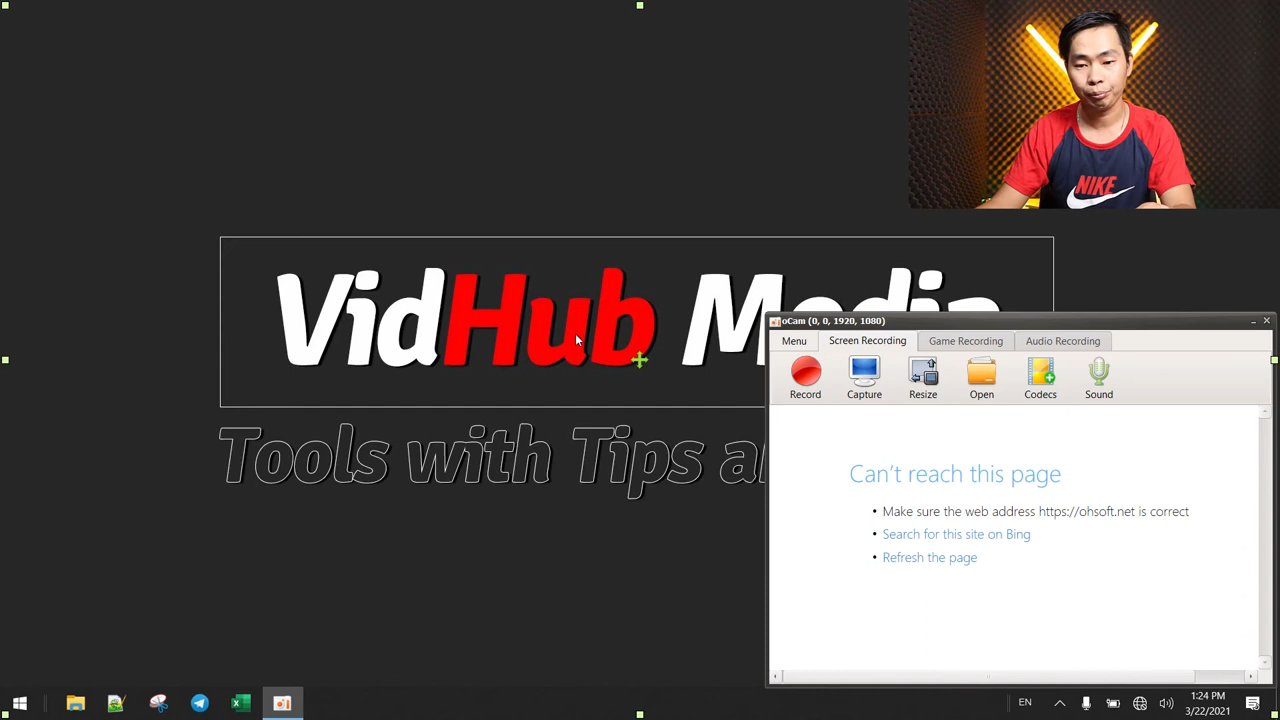 NIKE
VidHub
Tools with Tips
oCam (0, 0, 1920, 1080)
Menu
Screen Recording
Game Recording
Audio Recording
Record
Capture
Resize
Open
Codecs
Sound
Can't reach this page
• Make sure the web address https://ohsoft.net is correct
• Search for this site on Bing
• Refresh the page
EN
1:24 PM
3/22/2021